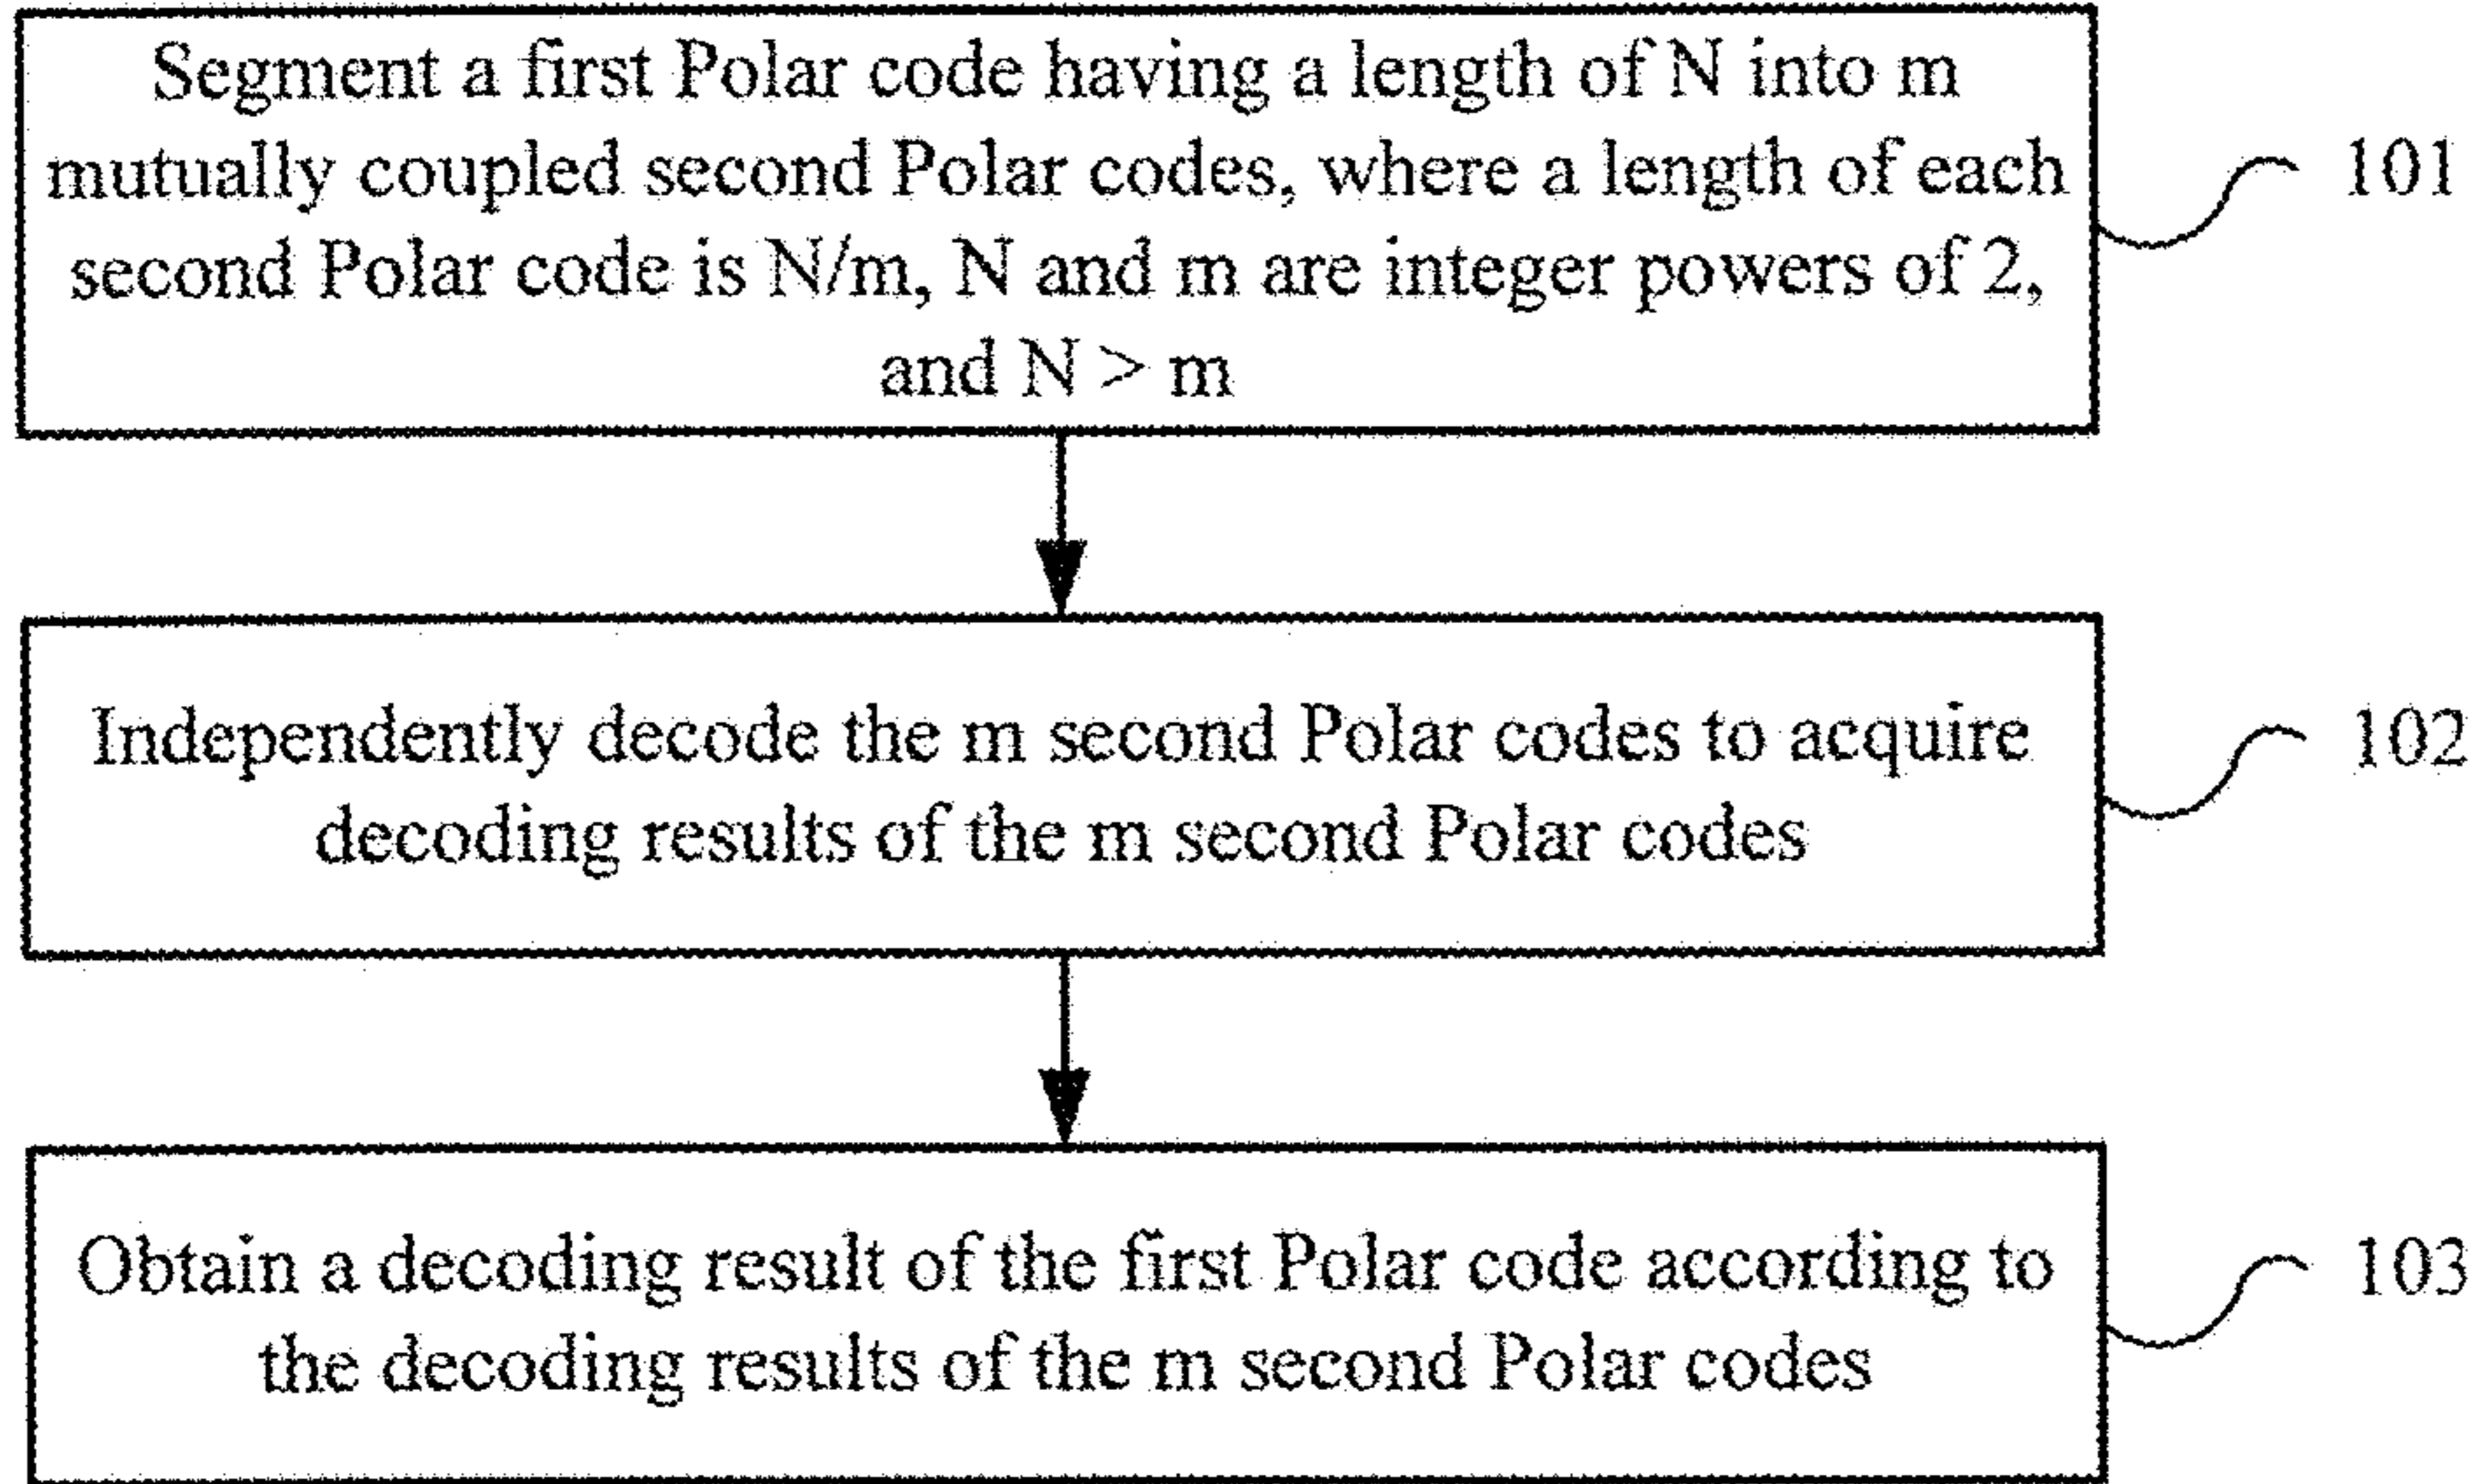 Segment a first Polar code having a length of N into m
mutually coupled second Polar codes, where a length of each
second Polar code is N/m, N and m are integer powers of 2,
and N > m
101
Independently decode the m second Polar codes to acquire
decoding results of the m second Polar codes
102
Obtain a decoding result of the first Polar code according to
the decoding results of the m second Polar codes
103